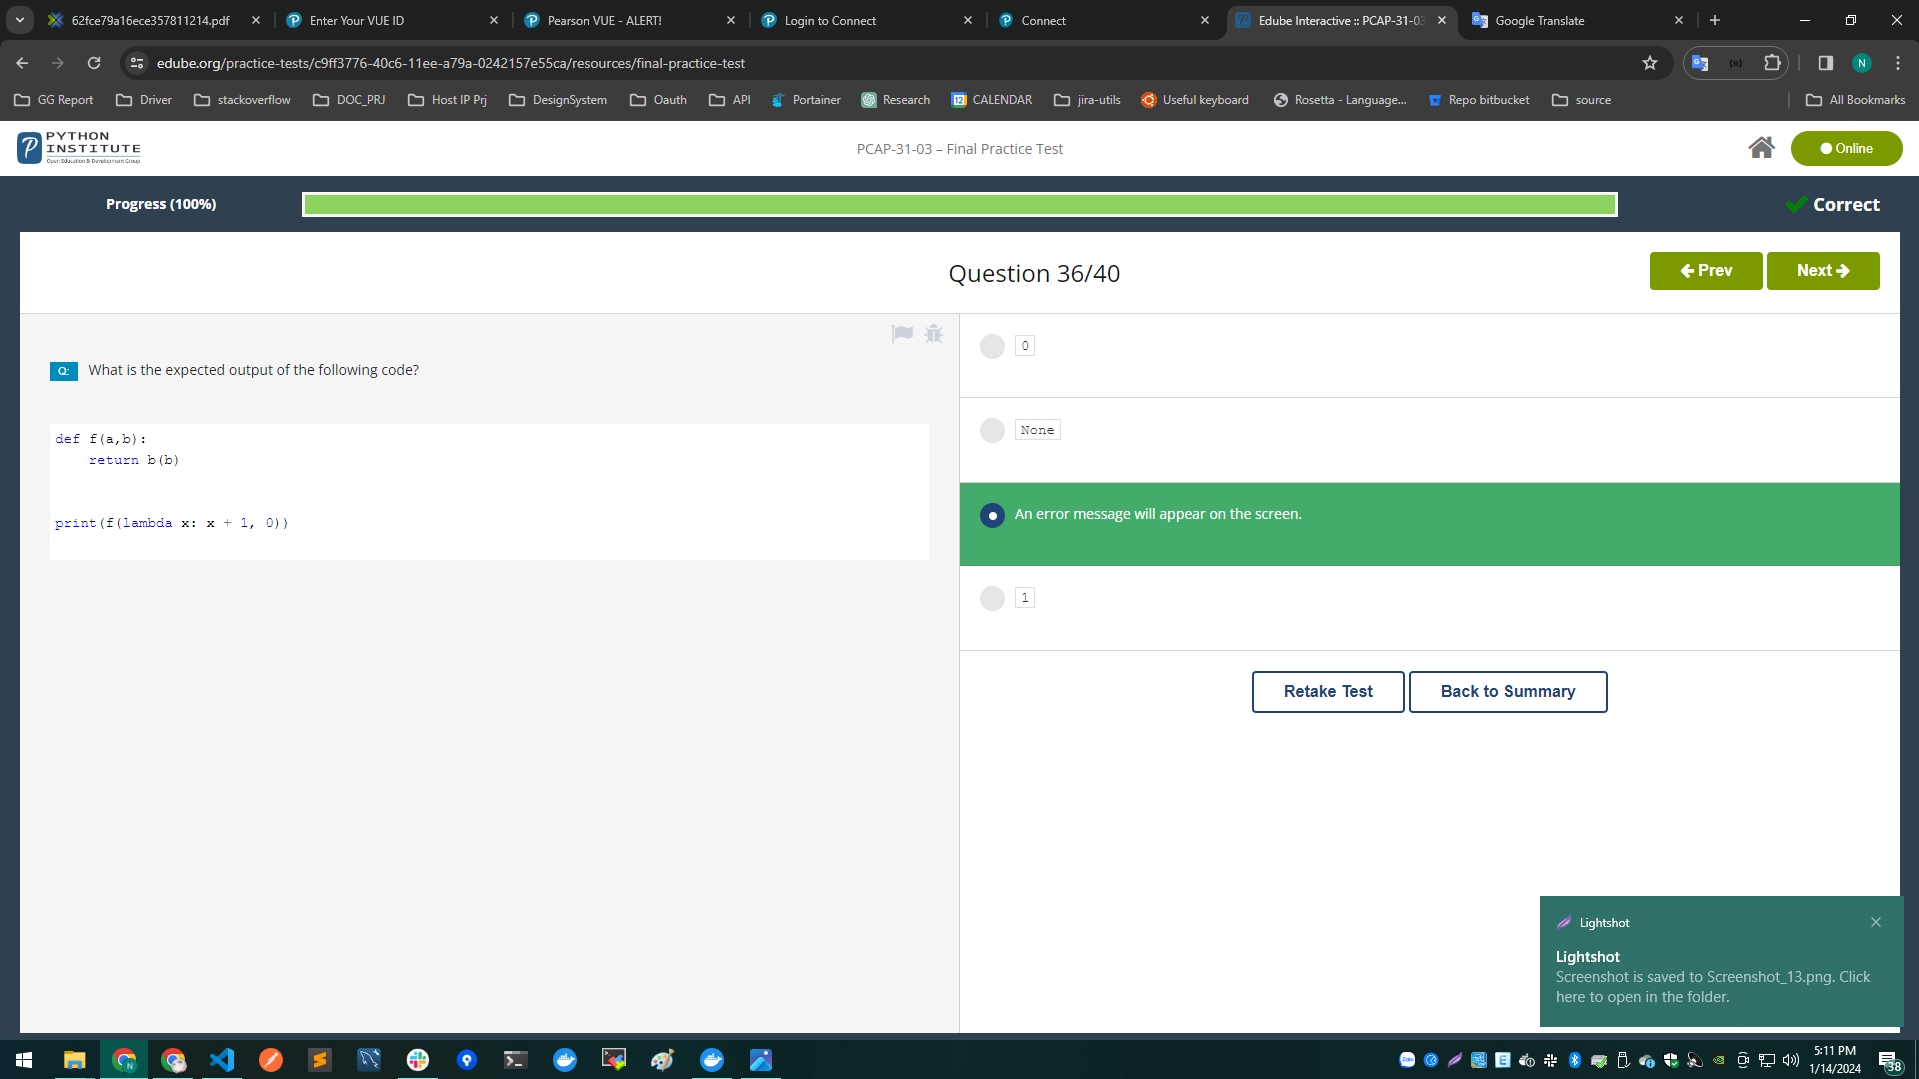 62fce79a16ece357811214.pdf
Enter Your VUE ID
Pearson VUE - ALERT!
Login to Connect
Connect
Edube Interactive :: PCAP-31-03
Google Translate
edube.org/practice-tests/c9ff3776-40c6-11ee-a79a-0242157e55ca/resources/final-practice-test
N
GG Report
Driver
stackoverflow
DOC_PRJ
Host IP Prj
DesignSystem
Oauth
API
Portainer
Research
12 CALENDAR
jira-utils
Useful keyboard
Rosetta - Language...
Repo bitbucket
source
All Bookmarks
PYTHON
INSTITUTE
Open Education & Development Group
PCAP-31-03 – Final Practice Test
Online
Progress (100%)
Correct
Question 36/40
Prev
Next
Q: What is the expected output of the following code?
def f(a,b):
    return b(b)
print(f(lambda x: x + 1, 0))
0
None
An error message will appear on the screen.
1
Retake Test
Back to Summary
Lightshot
Lightshot
Screenshot is saved to Screenshot_13.png. Click
here to open in the folder.
5:11 PM
1/14/2024
38